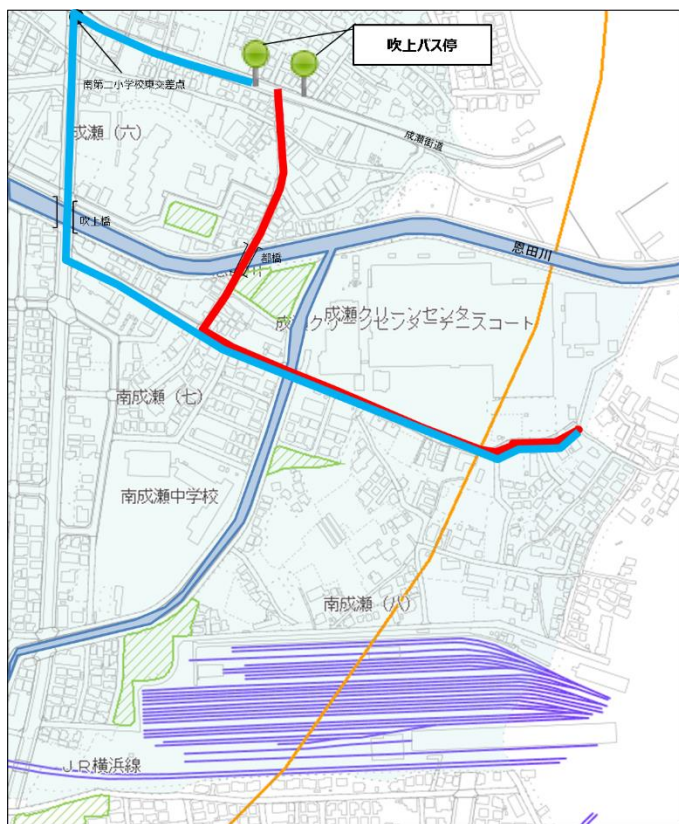 吹上バス停
南第二小学校東交差点
成瀬街道
成瀬（六）
吹上橋
都橋
恩田川
成瀬クリーンセンター
成瀬クリーンセンターテニスコート
南成瀬（七）
南成瀬中学校
南成瀬（八）
ＪＲ横浜線